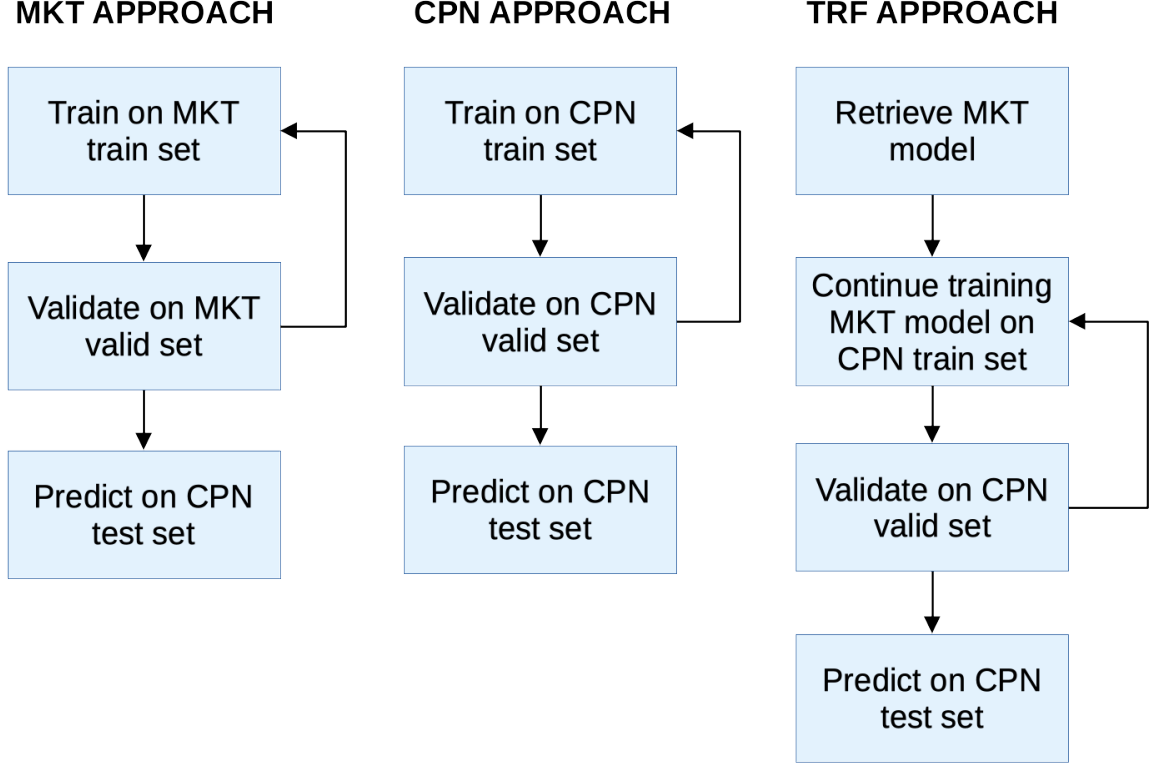 MKT APPROACH
Train on MKT
train set
Validate on MKT
valid set
Predict on CPN
test set
CPN APPROACH
Train on CPN
train set
Validate on CPN
valid set
Predict on CPN
test set
TRF APPROACH
Retrieve MKT
model
Continue training
MKT model on
CPN train set
Validate on CPN
valid set
Predict on CPN
test set